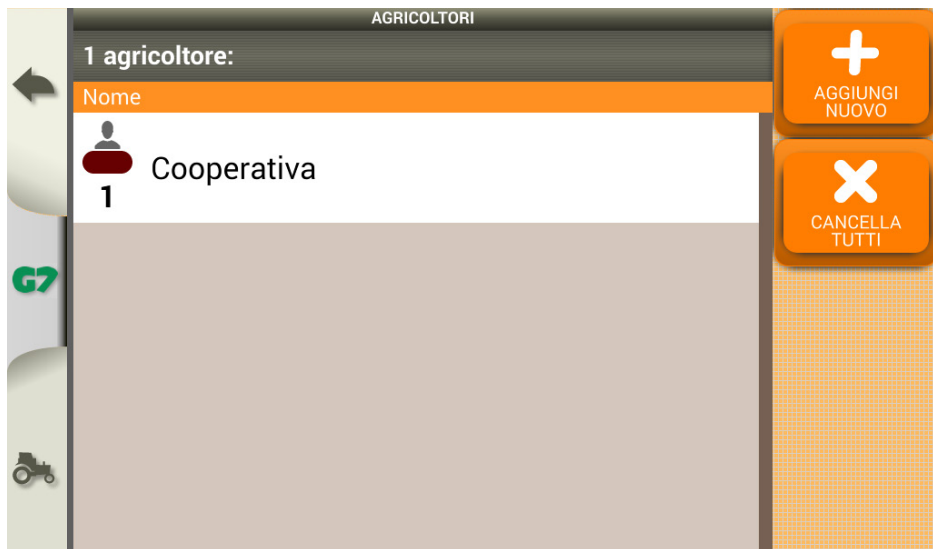 AGRICOLTORI
1 agricoltore:
Nome
Cooperativa
1
AGGIUNGI
NUOVO
CANCELLA
TUTTI
G7